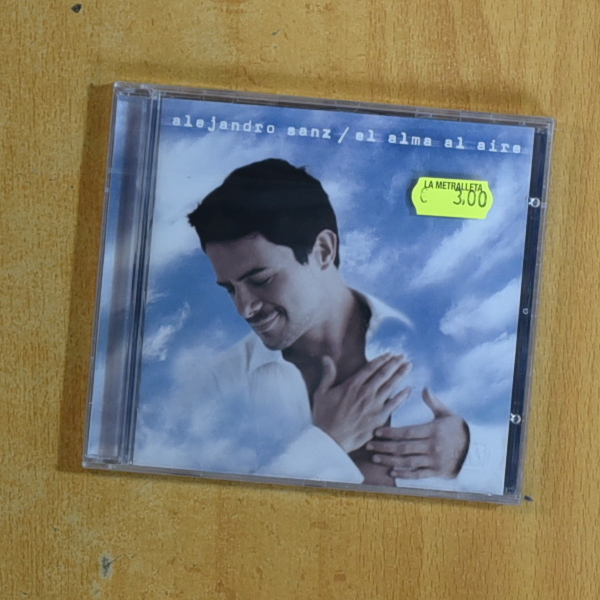 alejandro sanz / el alma al aire
LA METRALLETA
€ 3,00